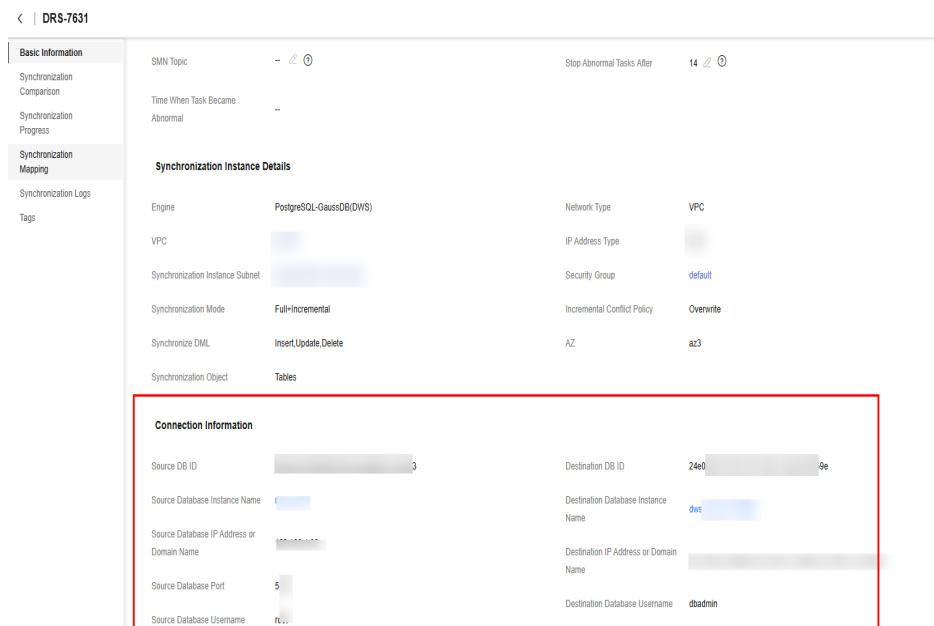 DRS-7631
Basic Information
Synchronization
Comparison
Synchronization
Progress
Synchronization
Mapping
Synchronization Logs
Tags
SMN Topic -- Stop Abnormal Tasks After 14
Time When Task Became
Abnormal --
Synchronization Instance Details
Engine PostgreSQL-GaussDB(DWS) Network Type VPC
VPC IP Address Type
Synchronization Instance Subnet Security Group default
Synchronization Mode Full+Incremental Incremental Conflict Policy Overwrite
Synchronize DML Insert,Update,Delete AZ az3
Synchronization Object Tables
Connection Information
Source DB ID 3 Destination DB ID 24e0 9e
Source Database Instance Name Destination Database Instance
Name dws
Source Database IP Address or
Domain Name
Destination IP Address or Domain
Name
Source Database Port 5
Destination Database Username dbadmin
Source Database Username